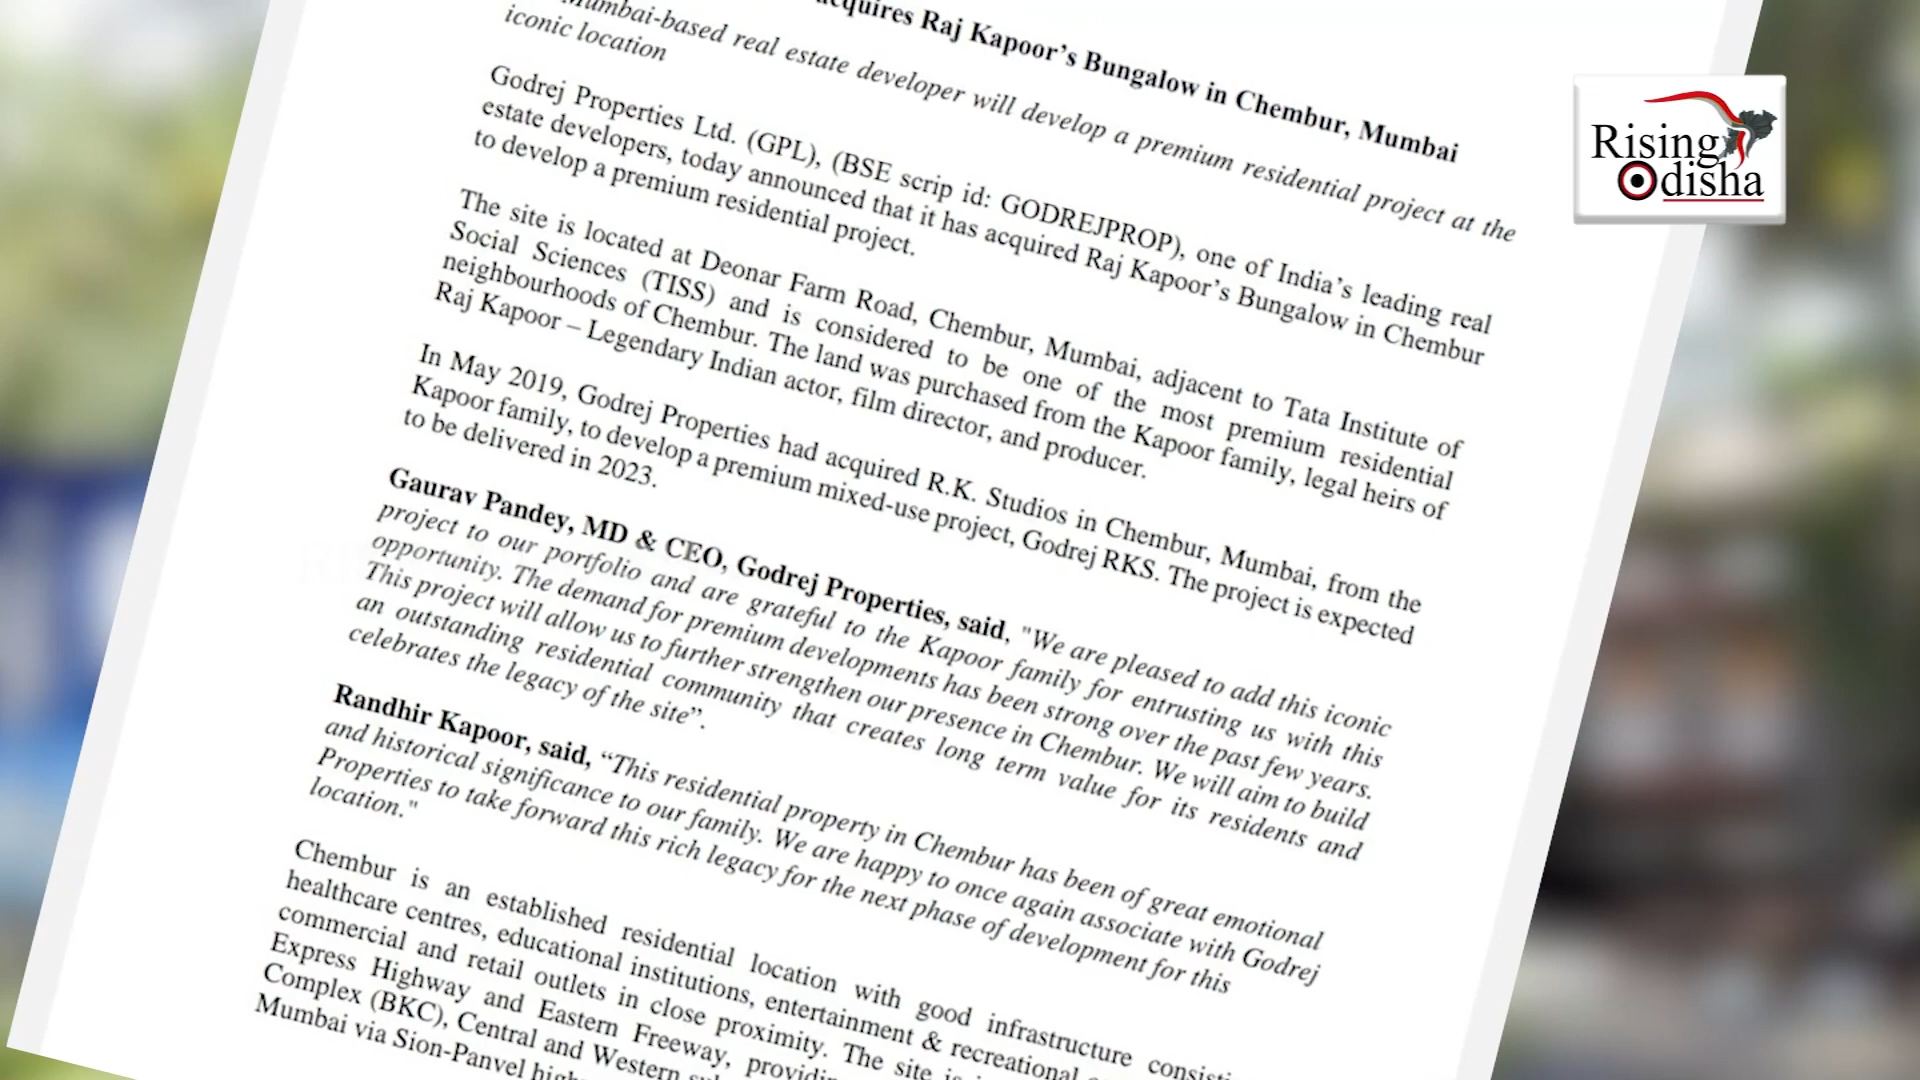 acquires Raj Kapoor’s Bungalow in Chembur, Mumbai
Mumbai-based real estate developer will develop a premium residential project at the
iconic location
Godrej Properties Ltd. (GPL), (BSE scrip id: GODREJPROP), one of India’s leading real
estate developers, today announced that it has acquired Raj Kapoor’s Bungalow in Chembur
to develop a premium residential project.
The site is located at Deonar Farm Road, Chembur, Mumbai, adjacent to Tata Institute of
Social Sciences (TISS) and is considered to be one of the most premium residential
neighbourhoods of Chembur. The land was purchased from the Kapoor family, legal heirs of
Raj Kapoor – Legendary Indian actor, film director, and producer.
In May 2019, Godrej Properties had acquired R.K. Studios in Chembur, Mumbai, from the
Kapoor family, to develop a premium mixed-use project, Godrej RKS. The project is expected
to be delivered in 2023.
Gaurav Pandey, MD & CEO, Godrej Properties, said, "We are pleased to add this iconic
project to our portfolio and are grateful to the Kapoor family for entrusting us with this
opportunity. The demand for premium developments has been strong over the past few years.
This project will allow us to further strengthen our presence in Chembur. We will aim to build
an outstanding residential community that creates long term value for its residents and
celebrates the legacy of the site”.
Randhir Kapoor, said, “This residential property in Chembur has been of great emotional
and historical significance to our family. We are happy to once again associate with Godrej
Properties to take forward this rich legacy for the next phase of development for this
location."
Chembur is an established residential location with good infrastructure
healthcare centres, educational institutions, entertainment & recreational
commercial and retail outlets in close proximity. The site is
Express Highway and Eastern Freeway,
Complex (BKC), Central and Western
Mumbai via Sion-Panvel
Rising
Odisha